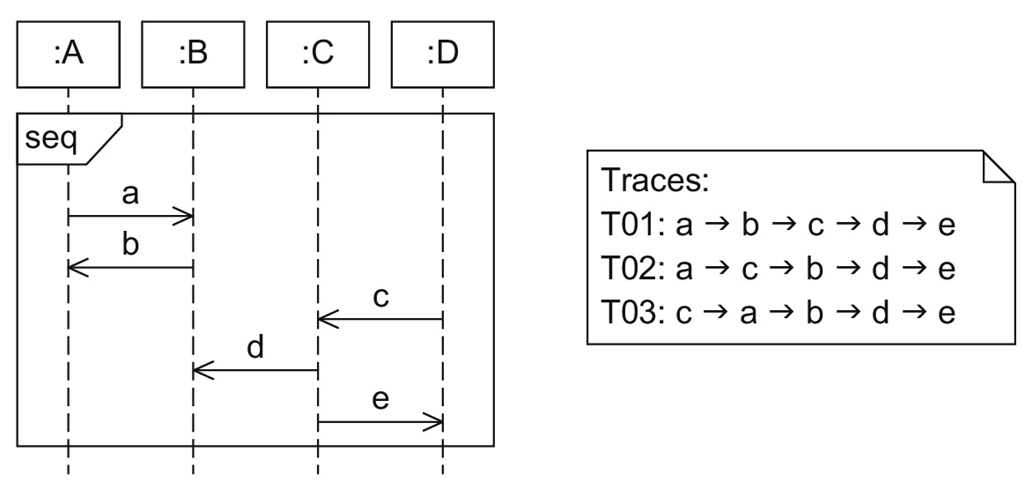 :A :B :C :D
seq
a
b
c
d
e
Traces:
T01: a → b → c → d → e
T02: a → c → b → d → e
T03: c → a → b → d → e